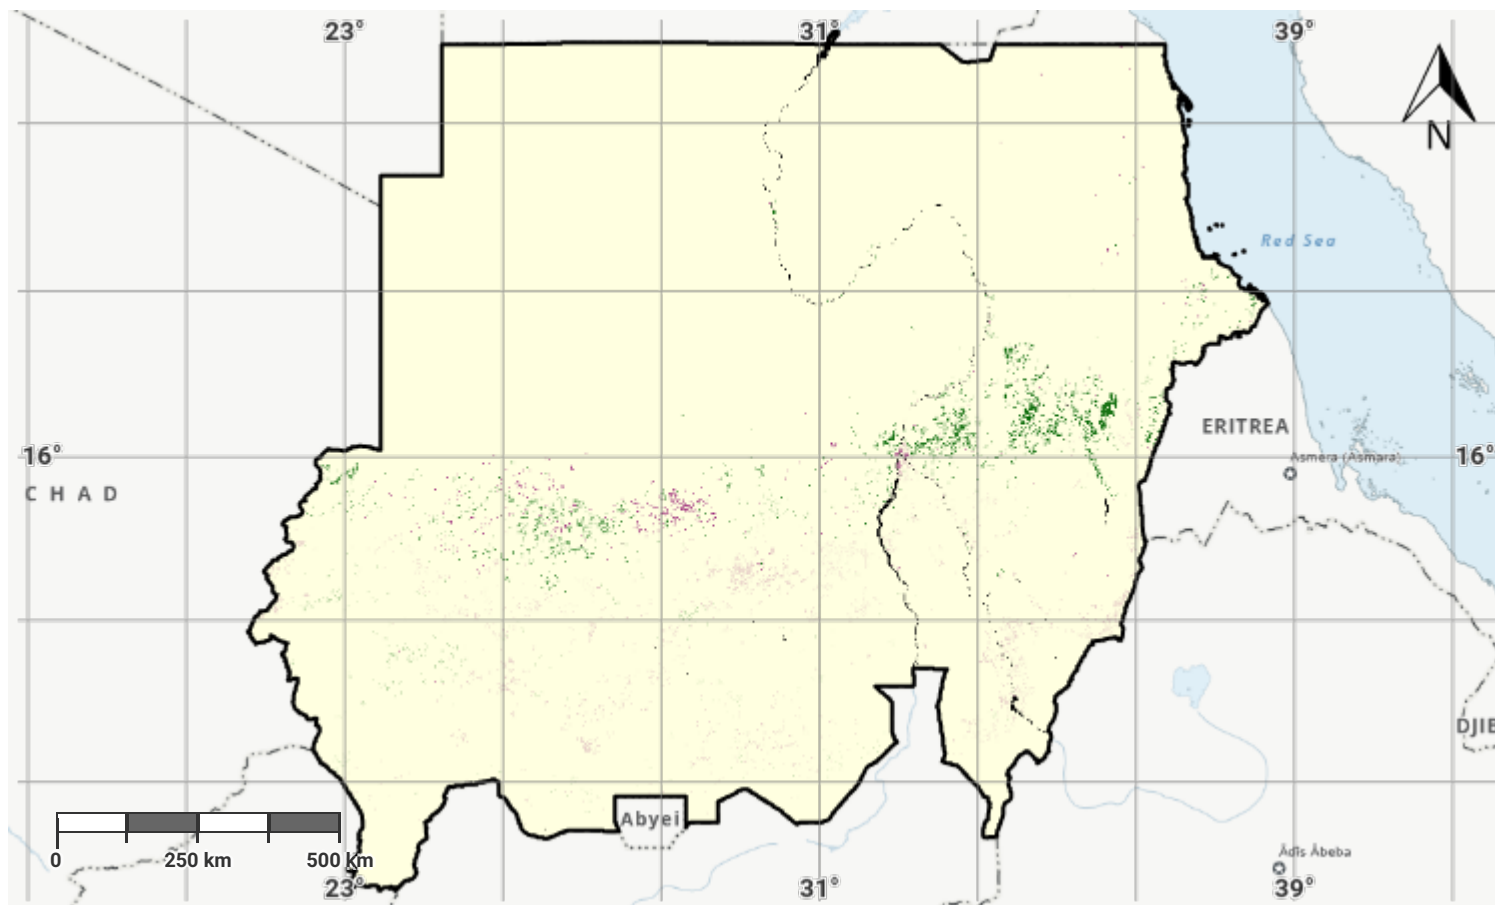 23° 31° 39°
N
Red Sea
ERITREA
16° 16°
Asmera (Asmara)
CHAD
DJIE
Abyei
0 250 km 500 km
Ādīs Ābeba
23° 31° 39°